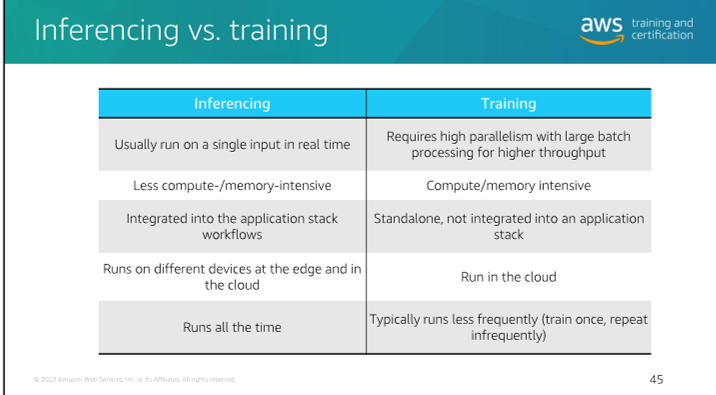 Inferencing vs. training
aws training and
certification
Inferencing
Training
Usually run on a single input in real time
Requires high parallelism with large batch
processing for higher throughput
Less compute-/memory-intensive
Compute/memory intensive
Integrated into the application stack
workflows
Standalone, not integrated into an application
stack
Runs on different devices at the edge and in
the cloud
Run in the cloud
Runs all the time
Typically runs less frequently (train once, repeat
infrequently)
© 2023 Amazon Web Services, Inc. or its Affiliates. All rights reserved.
45